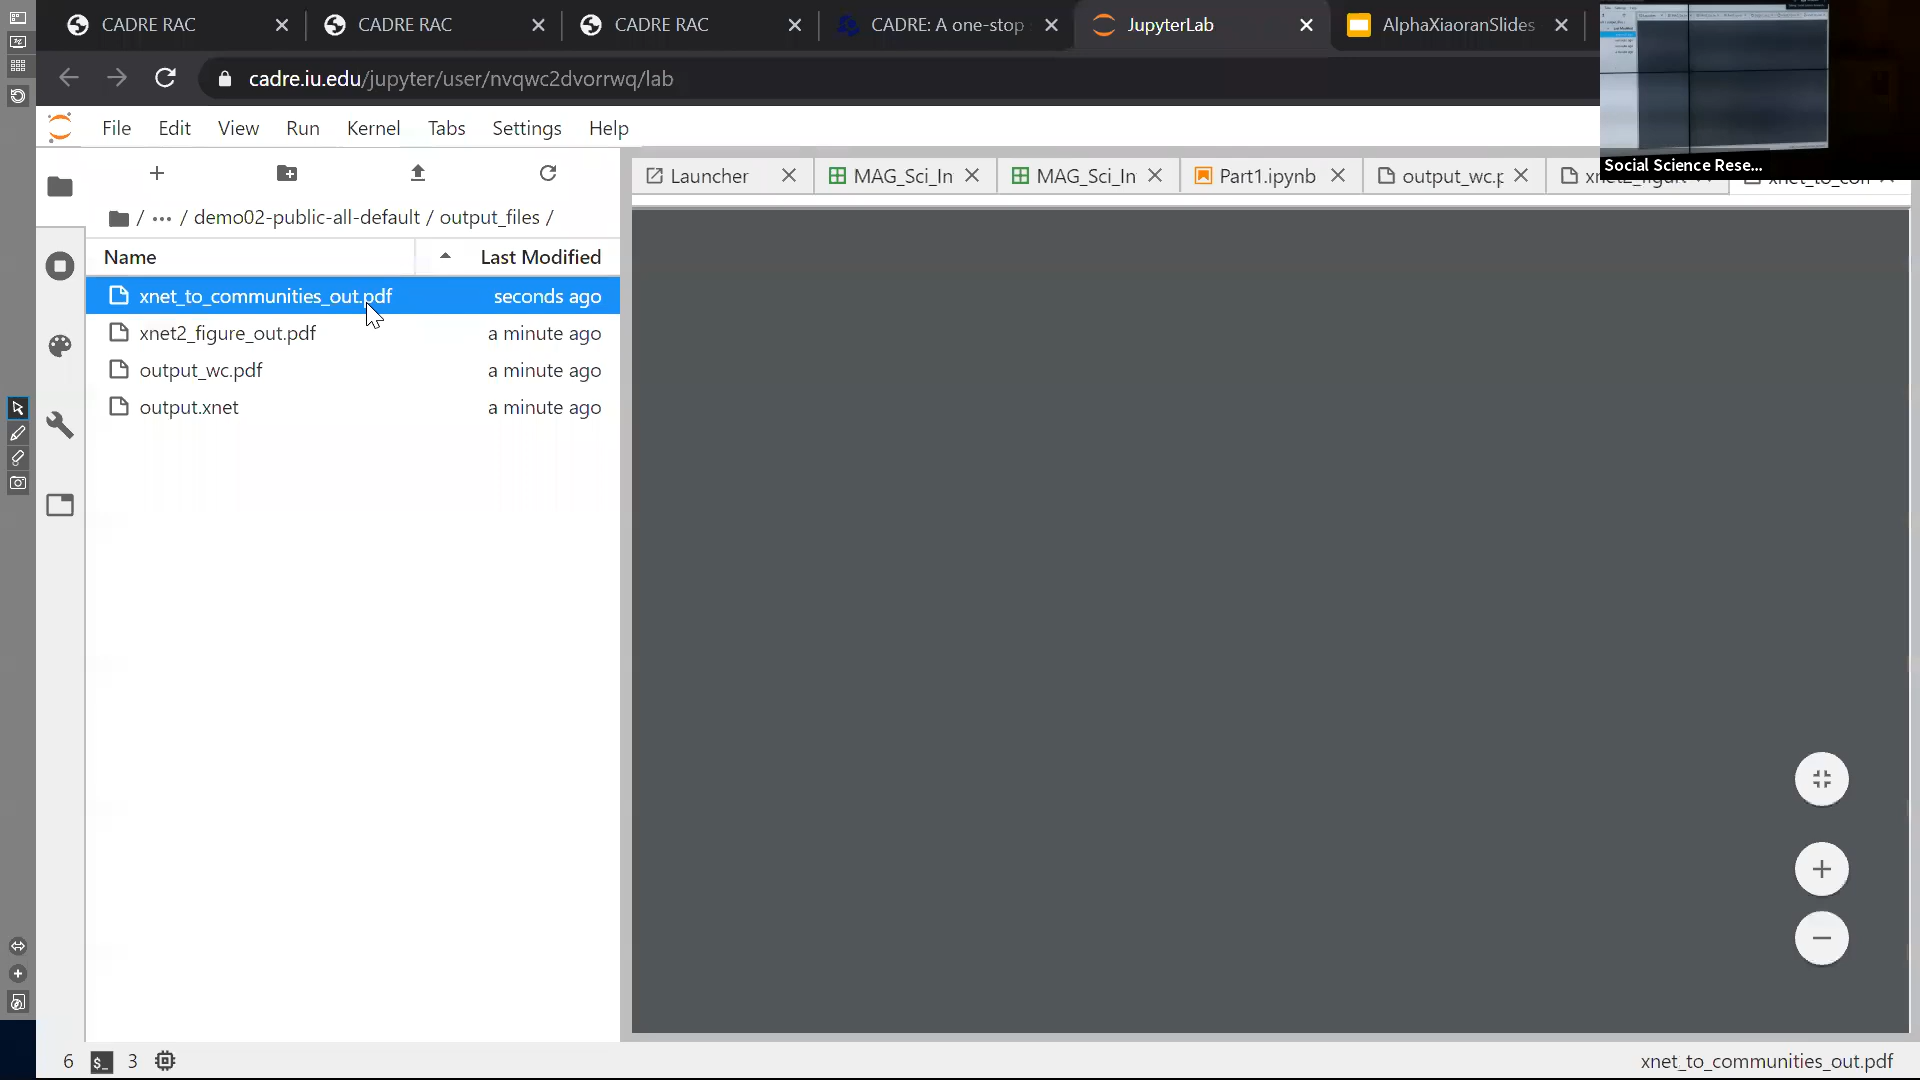 CADRE RAC
CADRE RAC
CADRE RAC
CADRE: A one-stop
JupyterLab
AlphaXiaoranSlides
cadre.iu.edu/jupyter/user/nvqwc2dvorrwq/lab
Social Science Rese...
File Edit View Run Kernel Tabs Settings Help
Launcher
MAG_Sci_In
MAG_Sci_In
Part1.ipynb
output_wc.p
/ ... / demo02-public-all-default / output_files /
Name Last Modified
xnet_to_communities_out.pdf seconds ago
xnet2_figure_out.pdf a minute ago
output_wc.pdf a minute ago
output.xnet a minute ago
6 $_ 3
xnet_to_communities_out.pdf